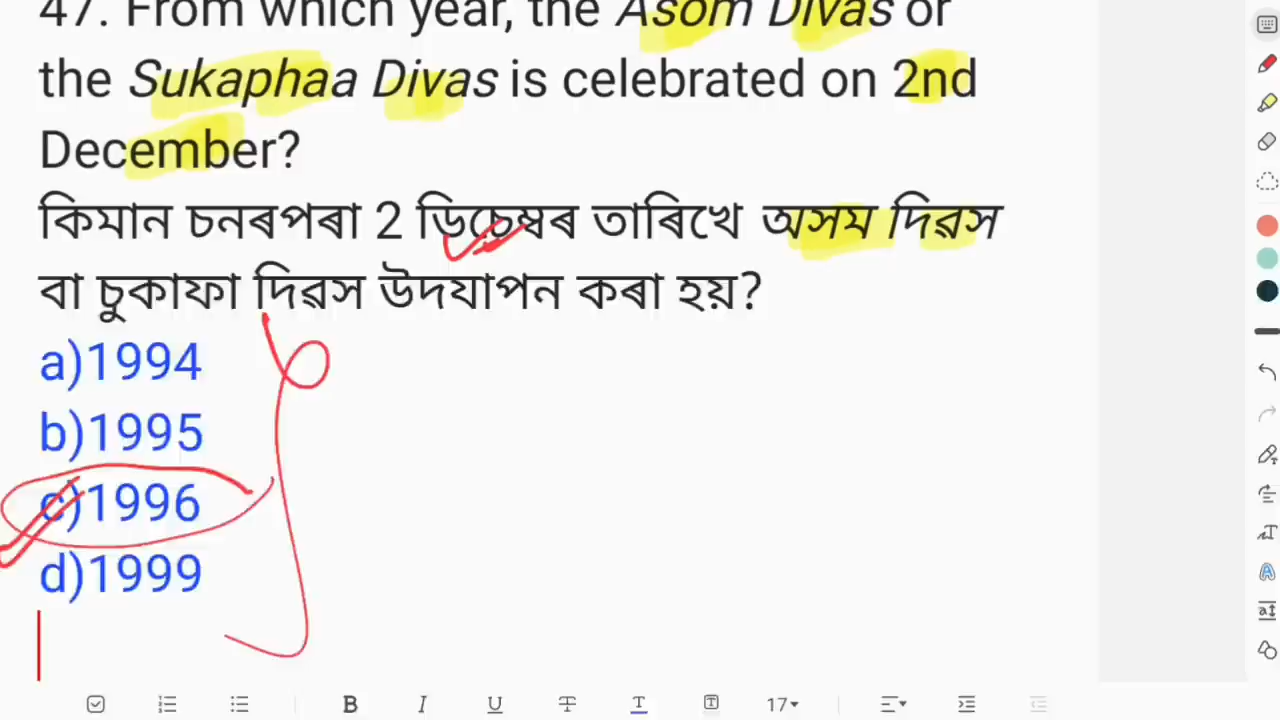 47. From which year, the Asom Divas or
the Sukaphaa Divas is celebrated on 2nd
December?
কিমান চনৰপৰা 2 ডিচেম্বৰ তাৰিখে অসম দিৱস
বা চুকাফা দিৱস উদযাপন কৰা হয়?
a)1994
b)1995
c)1996
d)1999
B I U T T T 17